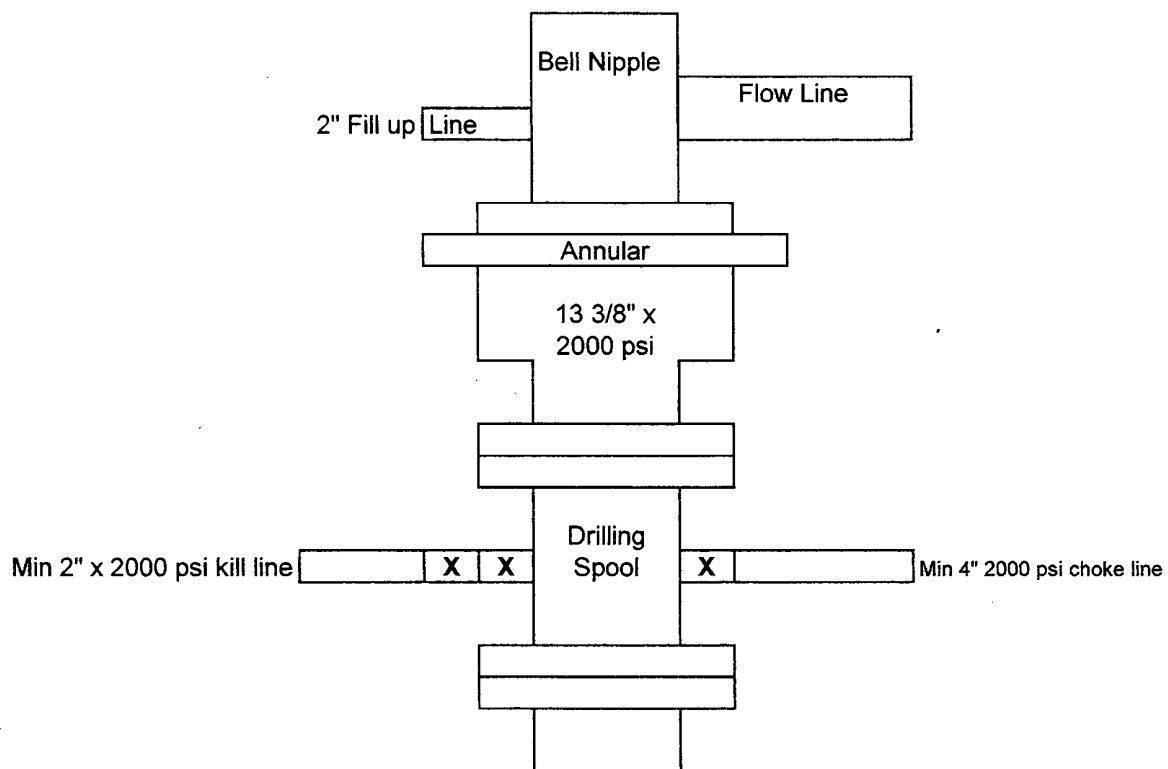 Bell Nipple
Flow Line
2" Fill up Line
Annular
13 3/8" x
2000 psi
Drilling
Spool
Min 2" x 2000 psi kill line
X X
X
Min 4" 2000 psi choke line